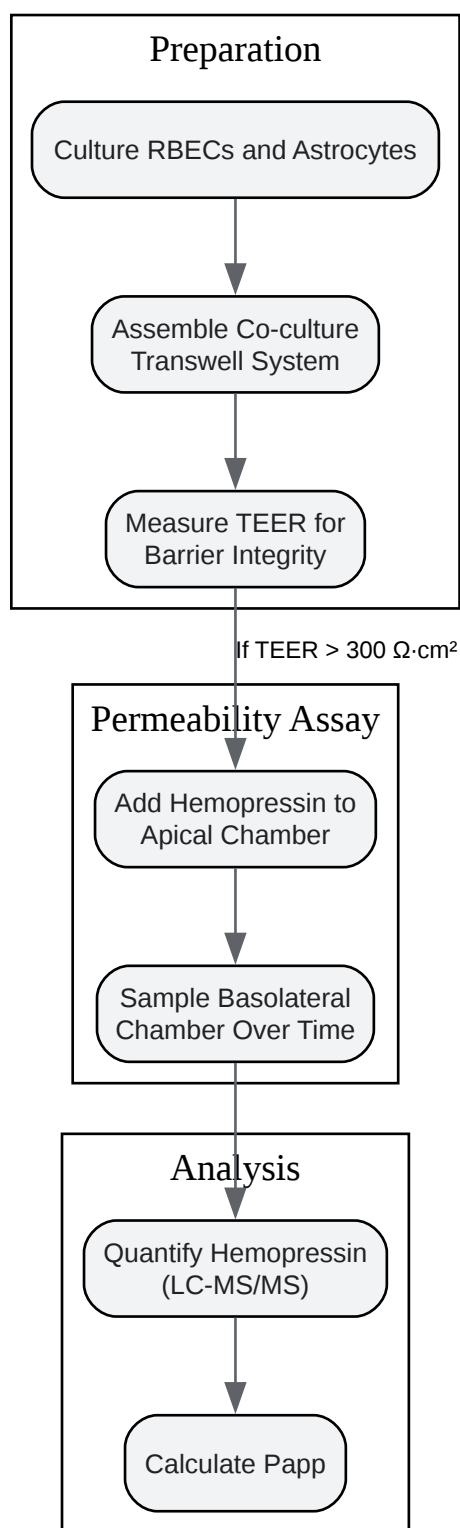 Preparation
Culture RBECs and Astrocytes
Assemble Co-culture
Transwell System
Measure TEER for
Barrier Integrity
If TEER > 300 Ω·cm²
Permeability Assay
Add Hemopressin to
Apical Chamber
Sample Basolateral
Chamber Over Time
Analysis
Quantify Hemopressin
(LC-MS/MS)
Calculate Papp